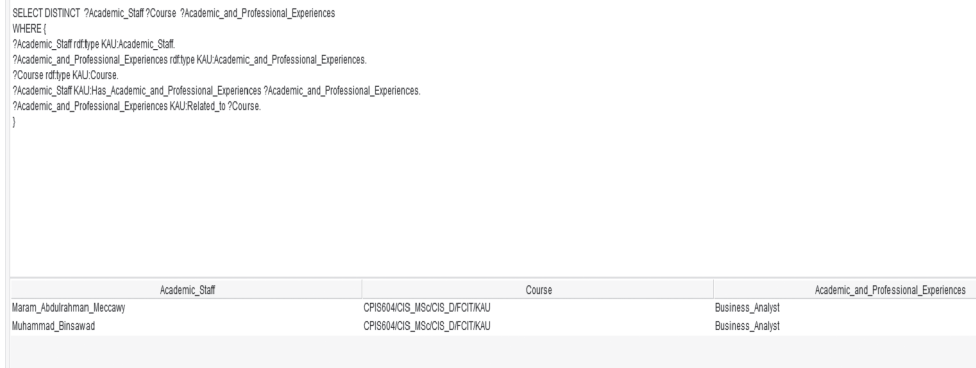 SELECT DISTINCT ?Academic_Staff ?Course ?Academic_and_Professional_Experiences
WHERE {
?Academic_Staff rdf:type KAU:Academic_Staff.
?Academic_and_Professional_Experiences rdf:type KAU:Academic_and_Professional_Experiences.
?Course rdf:type KAU:Course.
?Academic_Staff KAU:Has_Academic_and_Professional_Experiences ?Academic_and_Professional_Experiences.
?Academic_and_Professional_Experiences KAU:Related_to ?Course.
}
Academic_Staff Course Academic_and_Professional_Experiences
Maram_Abdulrahman_Meccawy CPIS604/CIS_MSc/CIS_D/FCIT/KAU Business_Analyst
Muhammad_Binsawad CPIS604/CIS_MSc/CIS_D/FCIT/KAU Business_Analyst